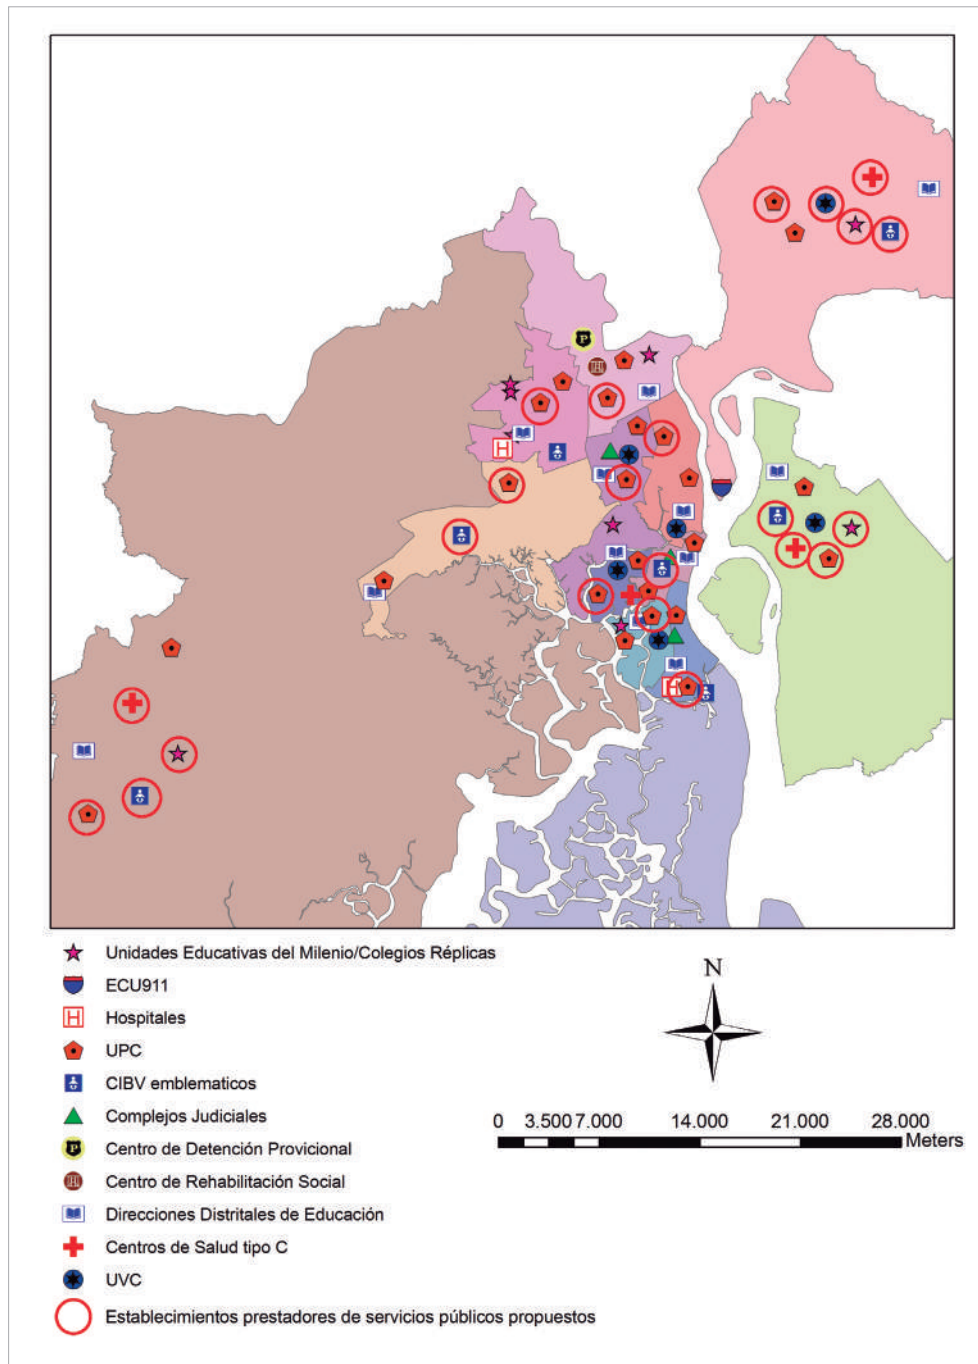 Unidades Educativas del Milenio/Colegios Réplicas
ECU911
Hospitales
UPC
CIBV emblematicos
Complejos Judiciales
Centro de Detención Provicional
Centro de Rehabilitación Social
Direcciones Distritales de Educación
Centros de Salud tipo C
UVC
Establecimientos prestadores de servicios públicos propuestos
N
0 3.500 7.000 14.000 21.000 28.000
Meters